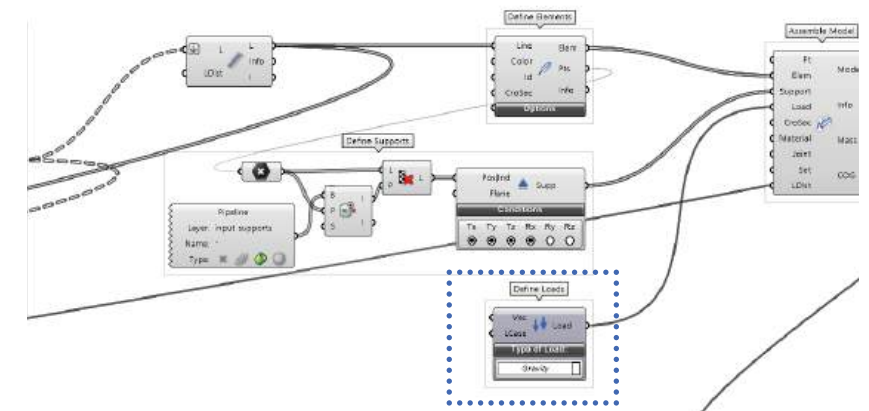 Define Elements
Assemble Model
L L
Info
LDist I
Line Elem
Color Pts
Id Info
CroSec
Options
Pt
Elem Mode
Support
Load Info
CroSec
Material Mass
Joint
Set COG
LDist
Define Supports
L L
P
B I
P I
S
PosInd Supp
Plane
Conditions
Tx Ty Tz Rx Ry Rz
Pipeline
Layer: input supports
Name: *
Type:
Define Loads
Vec Load
LCase
Type of Load
Gravity